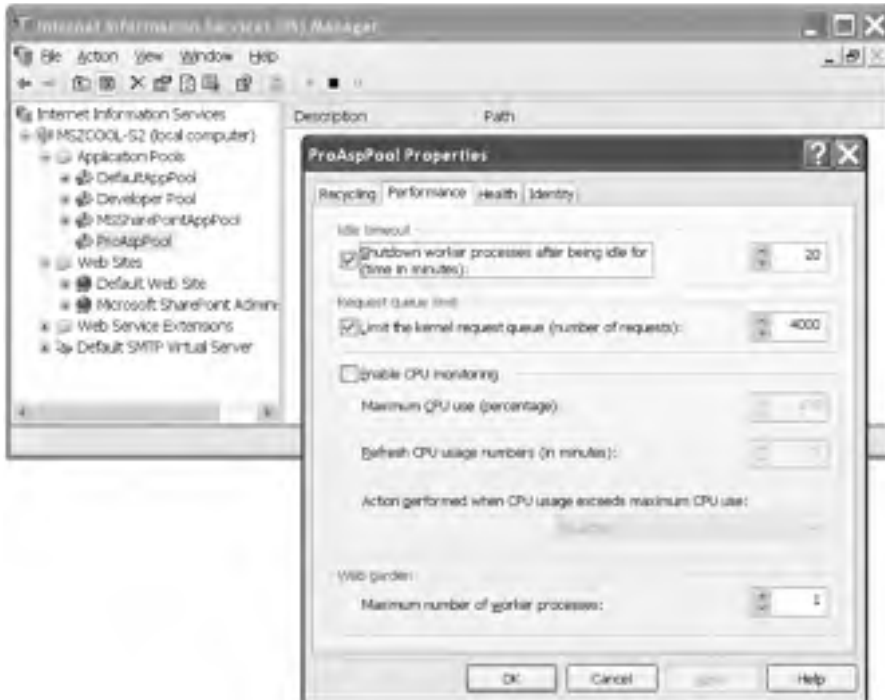 Internet Information Services (IIS) Manager
File Action View Window Help
Internet Information Services
MSZCOOL-S2 (local computer)
Application Pools
DefaultAppPool
Developer Pool
MSSharePointAppPool
ProAspPool
Web Sites
Default Web Site
Microsoft SharePoint Admin
Web Service Extensions
Default SMTP Virtual Server
Description Path
ProAspPool Properties
Recycling Performance Health Identity
Idle timeout
Shutdown worker processes after being idle for
(time in minutes):
20
Request queue limit
Limit the kernel request queue (number of requests):
4000
Enable CPU monitoring
Maximum CPU use (percentage):
Refresh CPU usage numbers (in minutes):
Action performed when CPU usage exceeds maximum CPU use:
Web garden
Maximum number of worker processes:
1
OK Cancel Help